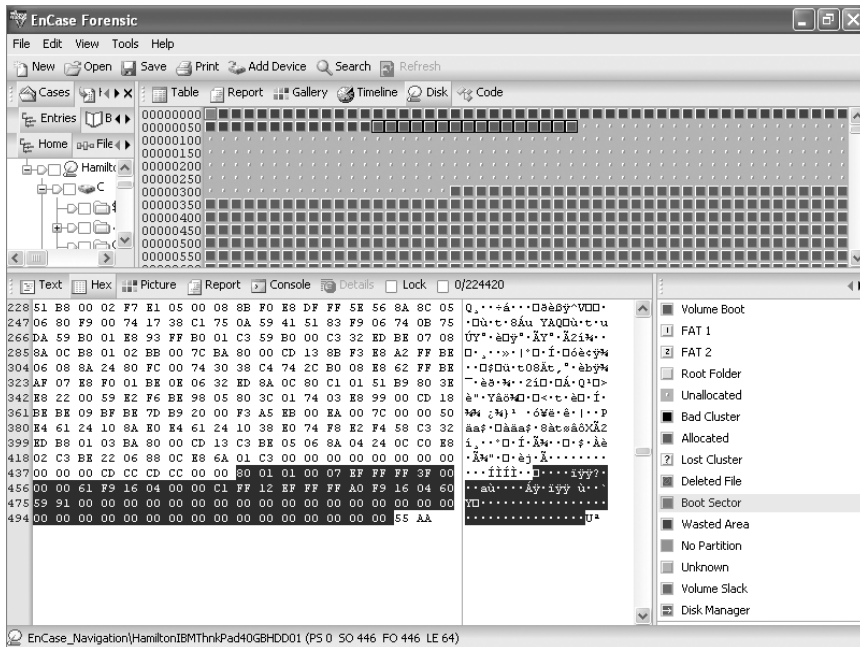 EnCase Forensic
File Edit View Tools Help
New Open Save Print Add Device Search Refresh
Cases Table Report Gallery Timeline Disk Code
Entries B
Home File
C
00000000
00000050
00000100
00000150
00000200
00000250
00000300
00000350
00000400
00000450
00000500
00000550
Text Hex Picture Report Console Details Lock 0/224420
228 51 B8 00 02 F7 E1 05 00 08 8B F0 E8 DF FF 5E 56 8A 8C 05
247 06 80 F9 00 74 17 38 C1 75 0A 59 41 51 83 F9 06 74 0B 75
266 DA 59 B0 01 E8 93 FF B0 01 C3 59 B0 00 C3 32 ED BE 07 08
285 8A 0C B8 01 02 BB 00 7C BA 80 00 CD 13 8B F3 E8 A2 FF BE
304 06 08 8A 24 80 FC 00 74 30 38 C4 74 2C B0 08 E8 62 FF BE
323 AF 07 E8 F0 01 BE 0E 06 32 ED 8A 0C 80 C1 01 51 B9 80 3E
342 E8 22 00 59 E2 F6 BE 98 05 80 3C 01 74 03 E8 99 00 CD 18
361 BE BE 09 BF BE 7D B9 20 00 F3 A5 EB 00 EA 00 7C 00 00 50
380 E4 61 24 10 8A E0 E4 61 24 10 38 E0 74 F8 E2 F4 58 C3 32
399 ED B8 01 03 BA 80 00 CD 13 C3 BE 05 06 8A 04 24 0C C0 E8
418 02 C3 BE 22 06 88 0C E8 6A 01 C3 00 00 00 00 00 00 00 00
437 00 00 00 CD CC CD CC 00 00 80 01 01 00 07 EF FF FF 3F 00
456 00 00 61 F9 16 04 00 00 C1 FF 12 EF FF FF A0 F9 16 04 60
475 59 91 00 00 00 00 00 00 00 00 00 00 00 00 00 00 00 00 00
494 00 00 00 00 00 00 00 00 00 00 00 00 00 00 00 00 55 AA
Volume Boot
1 FAT 1
2 FAT 2
Root Folder
Unallocated
Bad Cluster
Allocated
? Lost Cluster
Deleted File
Boot Sector
Wasted Area
No Partition
Unknown
Volume Slack
Disk Manager
EnCase_Navigation\HamiltonIBMThnkPad40GBHDD01 (PS 0 SO 446 FO 446 LE 64)